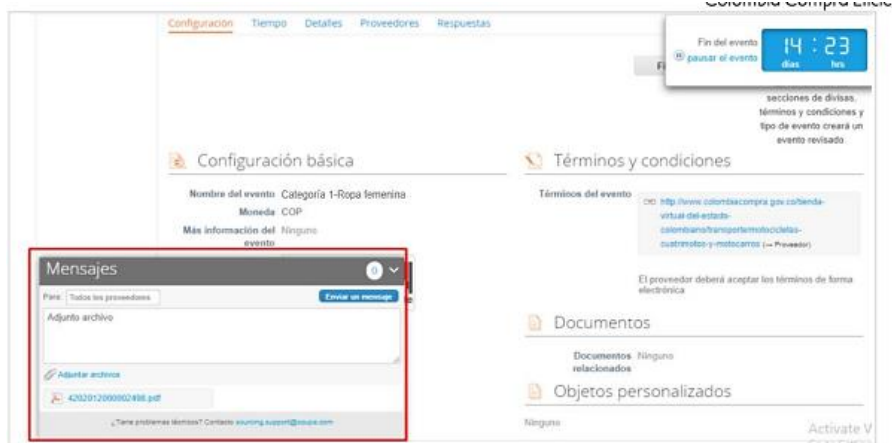 Colombia Compra Eficie
Configuración Tiempo Detalles Proveedores Respuestas
Fin del evento
pausar el evento
14 : 23
días hrs
Fi
secciones de divisas,
términos y condiciones y
tipo de evento creará un
evento revisado
Configuración básica
Nombre del evento Categoría 1-Ropa femenina
Moneda COP
Más información del evento Ninguno
Términos y condiciones
Términos del evento
http://www.colombiacompra.gov.co/tienda-
virtual-del-estado-
colombiano/transporte/motocicletas-
cuatrimotos-y-motocarros (— Proveedor)
El proveedor deberá aceptar los términos de forma
electrónica
Mensajes
0
Para: Todos los proveedores
Enviar un mensaje
Adjunto archivo
Adjuntar archivos
4202012000002498.pdf
¿Tiene problemas técnicos? Contacto sourcing.support@coupa.com
Documentos
Documentos relacionados Ninguno
Objetos personalizados
Ninguno
Activate V